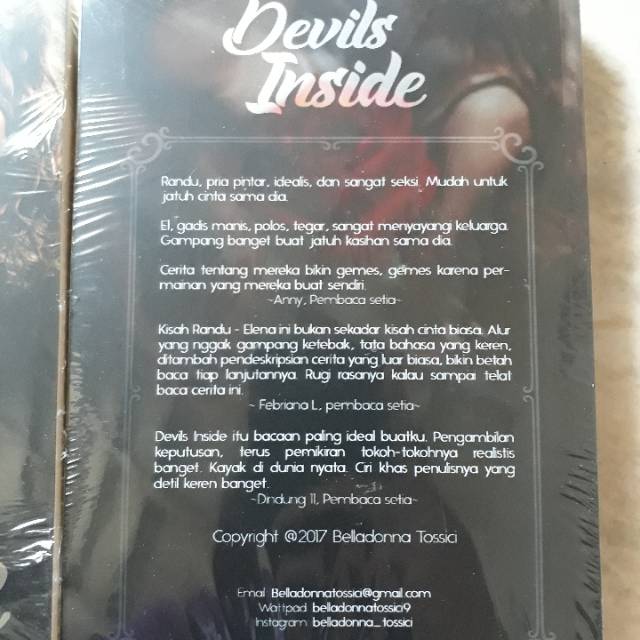 Devils
Inside
Randu, pria pintar, idealis, dan sangat seksi. Mudah untuk
jatuh cinta sama dia.
El, gadis manis, polos, tegar, sangat menyayangi keluarga.
Gampang banget buat jatuh kasihan sama dia.
Cerita tentang mereka bikin gemes, gemes karena per-
mainan yang mereka buat sendiri.
~Anny, Pembaca setia~
Kisah Randu - Elena ini bukan sekadar kisah cinta biasa. Alur
yang nggak gampang ketebak, tata bahasa yang keren,
ditambah pendeskripsian cerita yang luar biasa, bikin betah
baca tiap lanjutannya. Rugi rasanya kalau sampai telat
baca cerita ini.
~ Febriana L., pembaca setia~
Devils Inside itu bacaan paling ideal buatku. Pengambilan
keputusan, terus pemikiran tokoh-tokohnya realistis
banget. Kayak di dunia nyata. Ciri khas penulisnya yang
detil keren banget.
~Dindung 11, Pembaca setia~
Copyright @2017 Belladonna Tossici
Email Belladonnatossici@gmail.com
Wattpad belladonnatossici9
Instagram belladonna_tossici